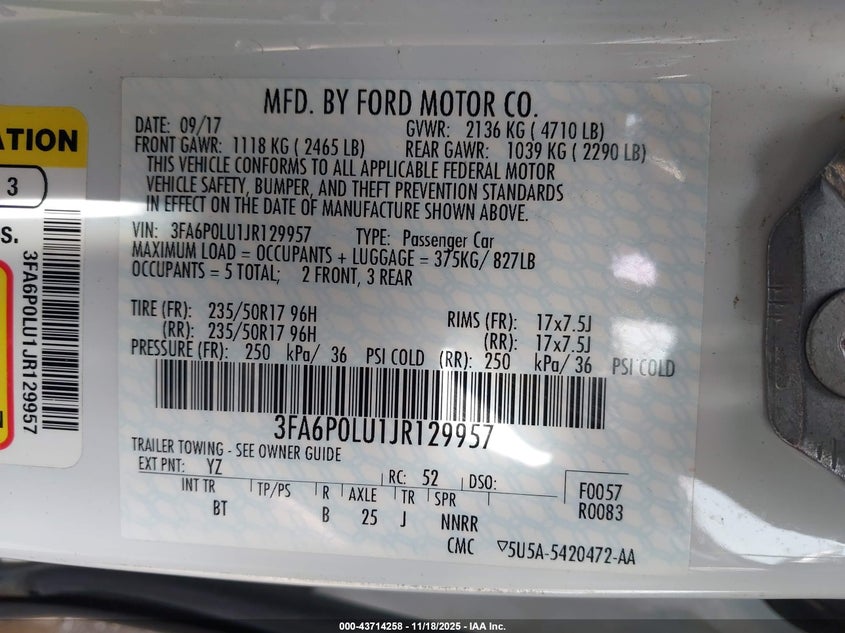 MFD. BY FORD MOTOR CO.
DATE: 09/17 GVWR: 2136 KG ( 4710 LB)
FRONT GAWR: 1118 KG ( 2465 LB) REAR GAWR: 1039 KG ( 2290 LB)
THIS VEHICLE CONFORMS TO ALL APPLICABLE FEDERAL MOTOR
VEHICLE SAFETY, BUMPER, AND THEFT PREVENTION STANDARDS
IN EFFECT ON THE DATE OF MANUFACTURE SHOWN ABOVE.
VIN: 3FA6P0LU1JR129957 TYPE: Passenger Car
MAXIMUM LOAD = OCCUPANTS + LUGGAGE = 375KG/ 827LB
OCCUPANTS = 5 TOTAL; 2 FRONT, 3 REAR
TIRE (FR): 235/50R17 96H RIMS (FR): 17x7.5J
(RR): 235/50R17 96H (RR): 17x7.5J
PRESSURE (FR): 250 kPa/ 36 PSI COLD (RR): 250 kPa/ 36 PSI COLD
3FA6P0LU1JR129957
TRAILER TOWING - SEE OWNER GUIDE
EXT PNT: YZ RC: 52 DSO: F0057
INT TR TP/PS R AXLE TR SPR R0083
BT B 25 J NNRR
CMC ▽5U5A-5420472-AA
ATION
3
S.
3FA6P0LU1JR129957
N
000-43714258 - 11/18/2025 - IAA Inc.